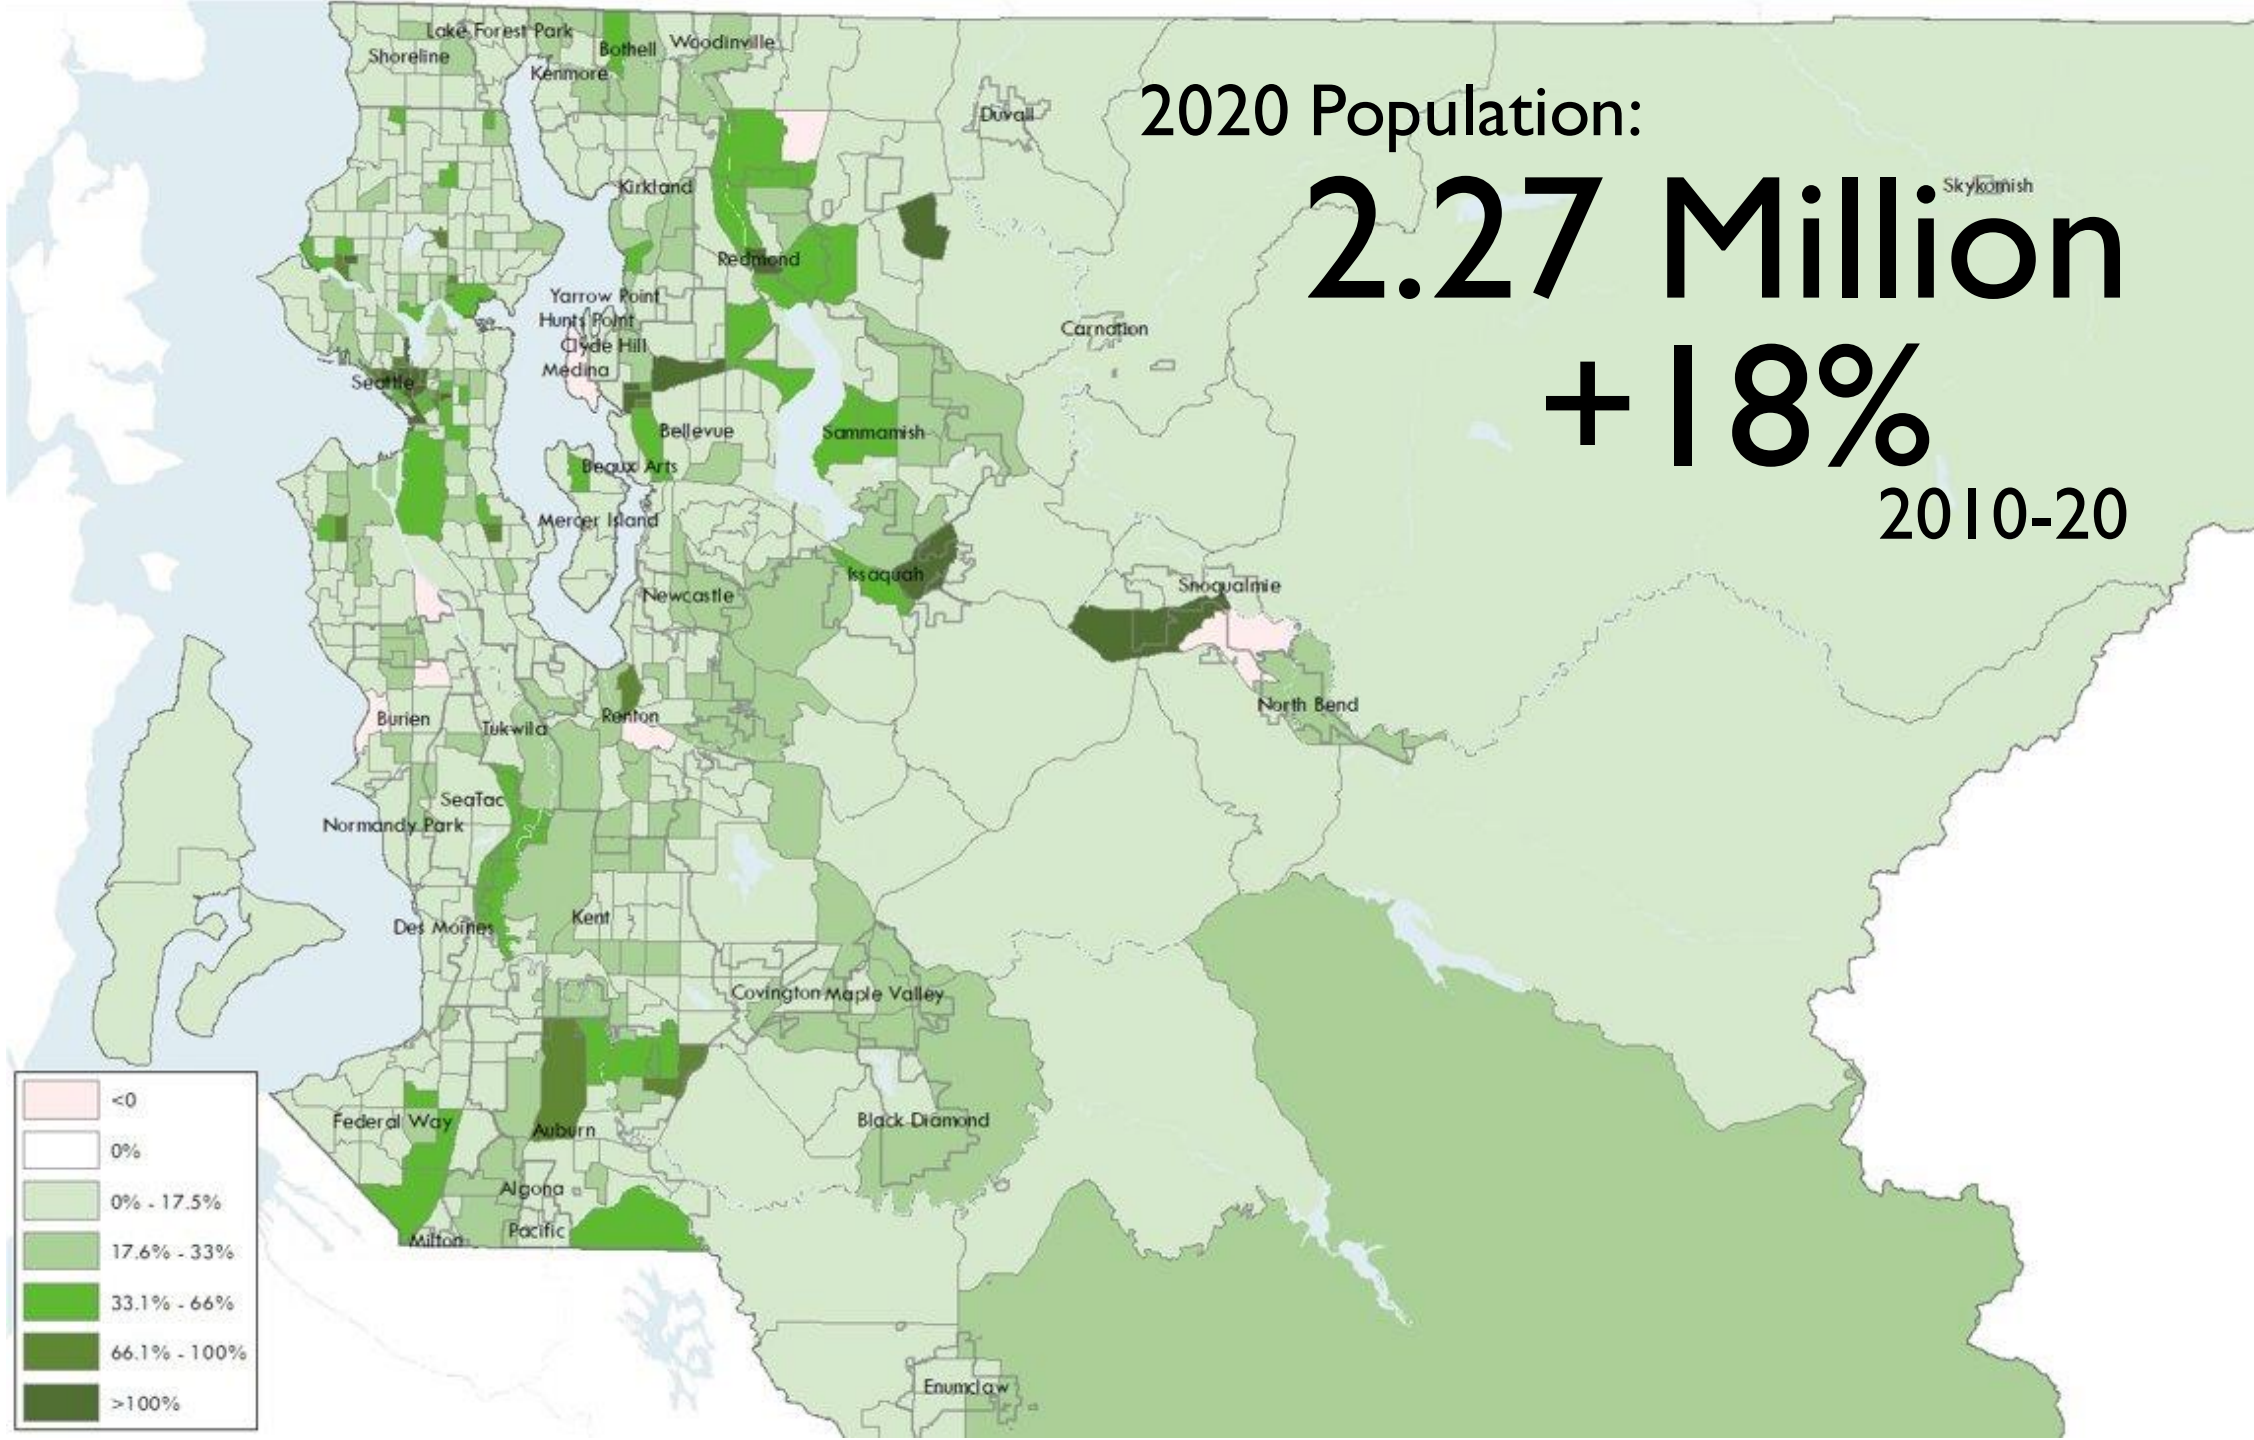 Lake Forest Park
Shoreline
Bothell
Woodinville
Kenmore
Duvall
2020 Population:
2.27 Million
+18%
2010-20
Kirkland
Skykomish
Redmond
Yarrow Point
Hunts Point
Clyde Hill
Medina
Carnation
Seattle
Bellevue
Sammamish
Beaux Arts
Mercer Island
Issaquah
Newcastle
Snoqualmie
North Bend
Burien
Tukwila
Renton
SeaTac
Normandy Park
Des Moines
Kent
Covington
Maple Valley
Federal Way
Auburn
Black Diamond
Algona
Pacific
Milton
Enumclaw
<0
0%
0% - 17.5%
17.6% - 33%
33.1% - 66%
66.1% - 100%
>100%